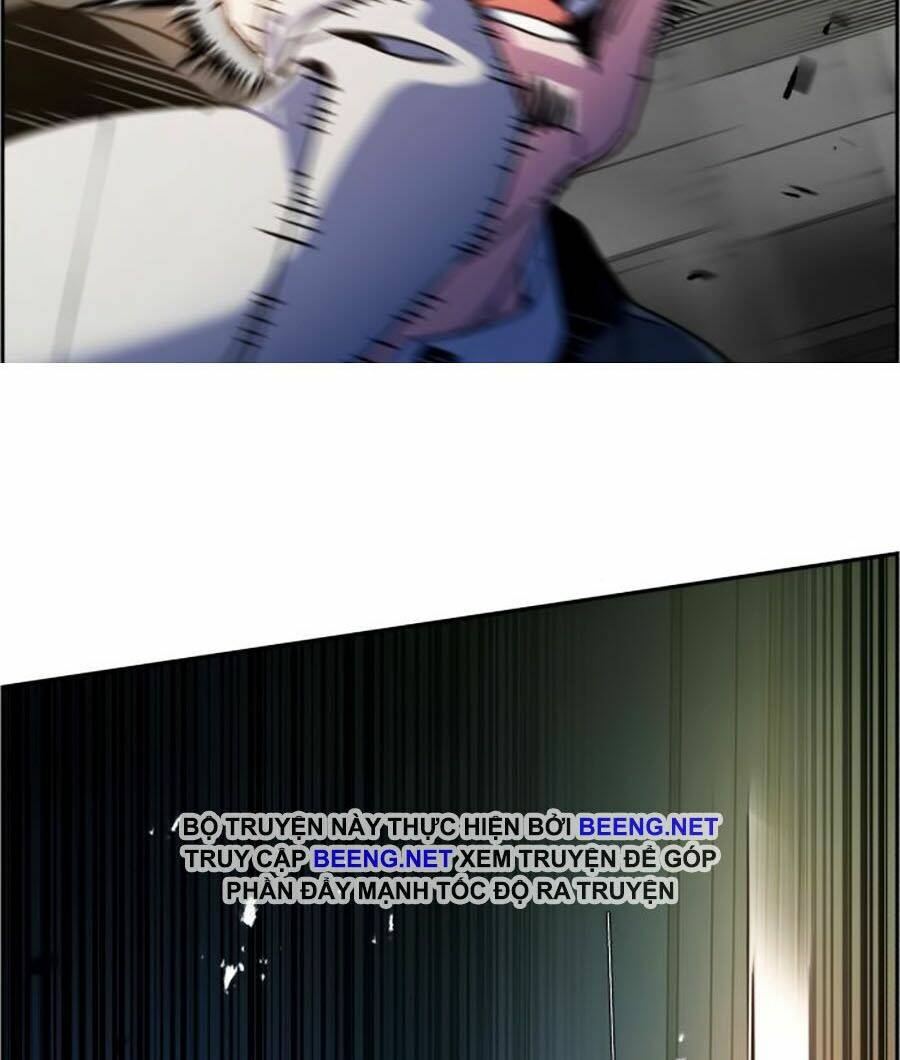 BỘ TRUYỆN NÀY THỰC HIỆN BỞI BEENG.NET
TRUY CẬP BEENG.NET XEM TRUYỆN ĐỂ GÓP
PHẦN ĐẨY MẠNH TỐC ĐỘ RA TRUYỆN